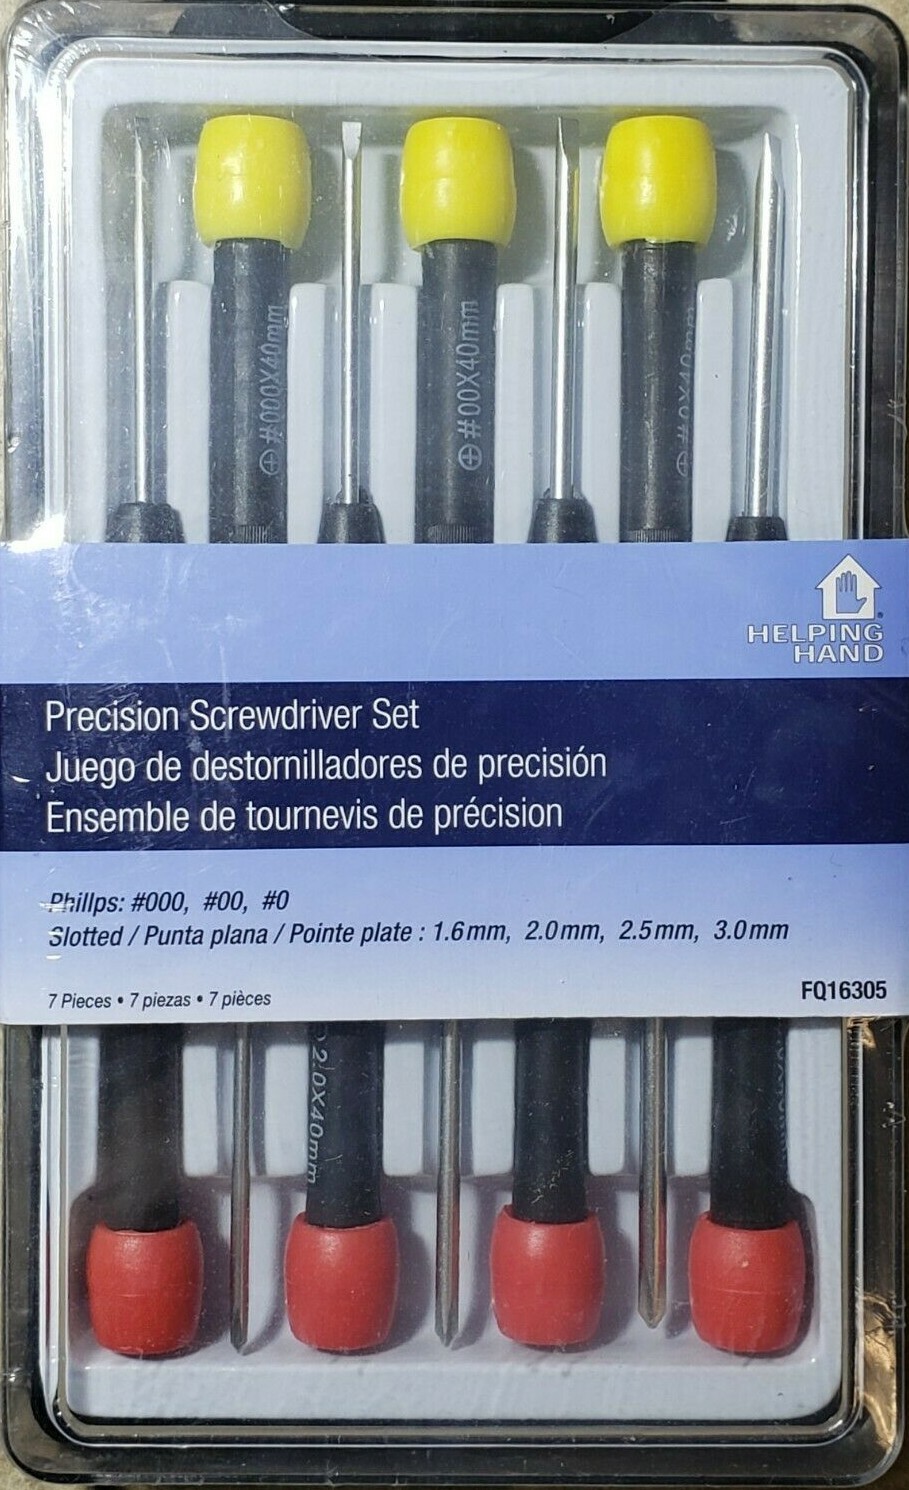 ⊕#000X40mm
⊕#00X40mm
HELPING
HAND®
Precision Screwdriver Set
Juego de destornilladores de precisión
Ensemble de tournevis de précision
Phillps: #000, #00, #0
Slotted / Punta plana / Pointe plate : 1.6mm, 2.0mm, 2.5mm, 3.0mm
7 Pieces • 7 piezas • 7 pièces
FQ16305
2.0X40mm